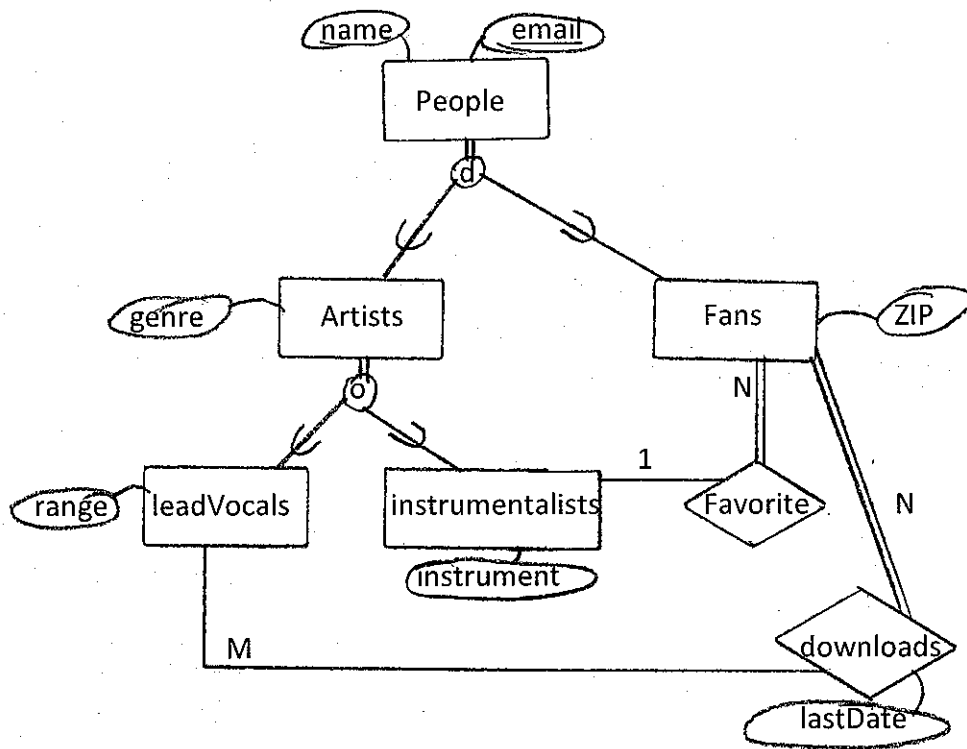 name email
People
d
genre Artists Fans ZIP
N
o
1
range leadVocals instrumentalists Favorite N
instrument
M downloads
lastDate